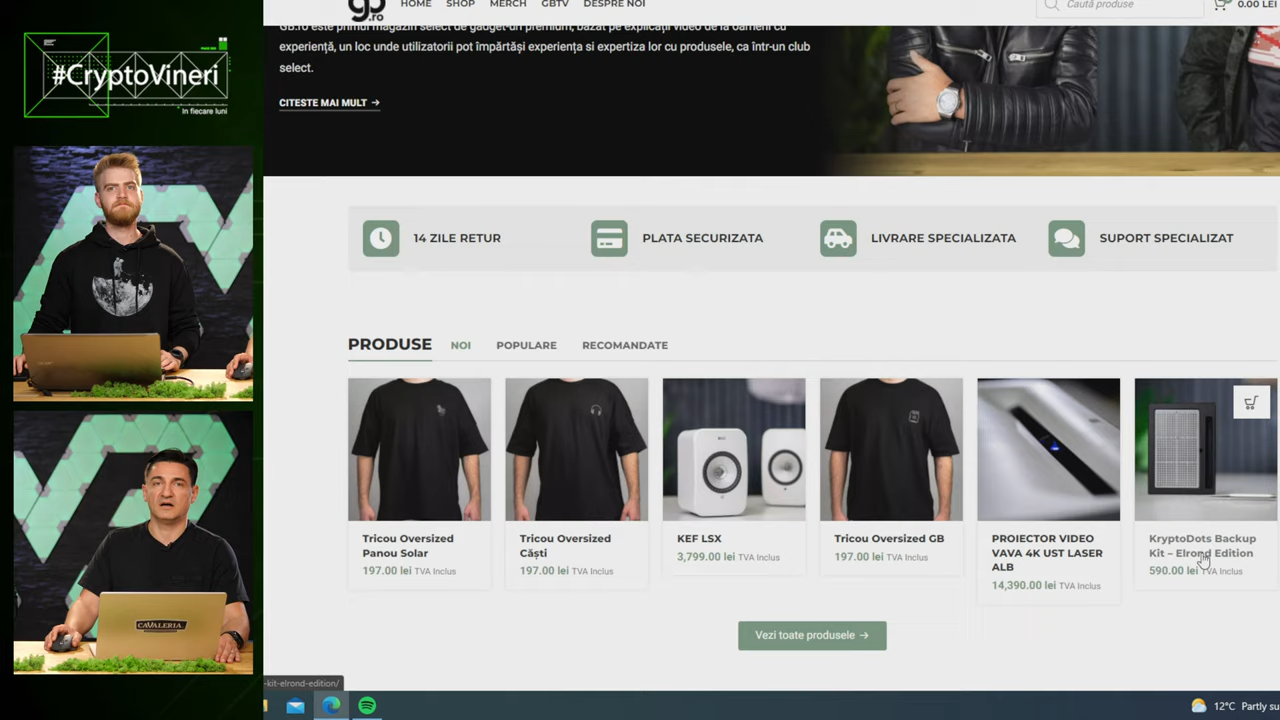 #CryptoVineri
In fiecare luni
gb.ro
HOME
SHOP
MERCH
GBTV
DESPRE NOI
Caută produse
0.00 LEI
GB.ro este primul magazin select de gadget-uri premium, bazat pe explicații video de la oameni cu
experiență, un loc unde utilizatorii pot împărtăși experiența si expertiza lor cu produsele, ca într-un club
select.
CITESTE MAI MULT →
14 ZILE RETUR
PLATA SECURIZATA
LIVRARE SPECIALIZATA
SUPORT SPECIALIZAT
PRODUSE
NOI
POPULARE
RECOMANDATE
Tricou Oversized
Panou Solar
197.00 lei TVA Inclus
Tricou Oversized
Căști
197.00 lei TVA Inclus
KEF LSX
3,799.00 lei TVA Inclus
Tricou Oversized GB
197.00 lei TVA Inclus
PROIECTOR VIDEO
VAVA 4K UST LASER
ALB
14,390.00 lei TVA Inclus
KryptoDots Backup
Kit – Elrond Edition
590.00 lei TVA Inclus
Vezi toate produsele →
CAVALERIA
-kit-elrond-edition/
12°C Partly su